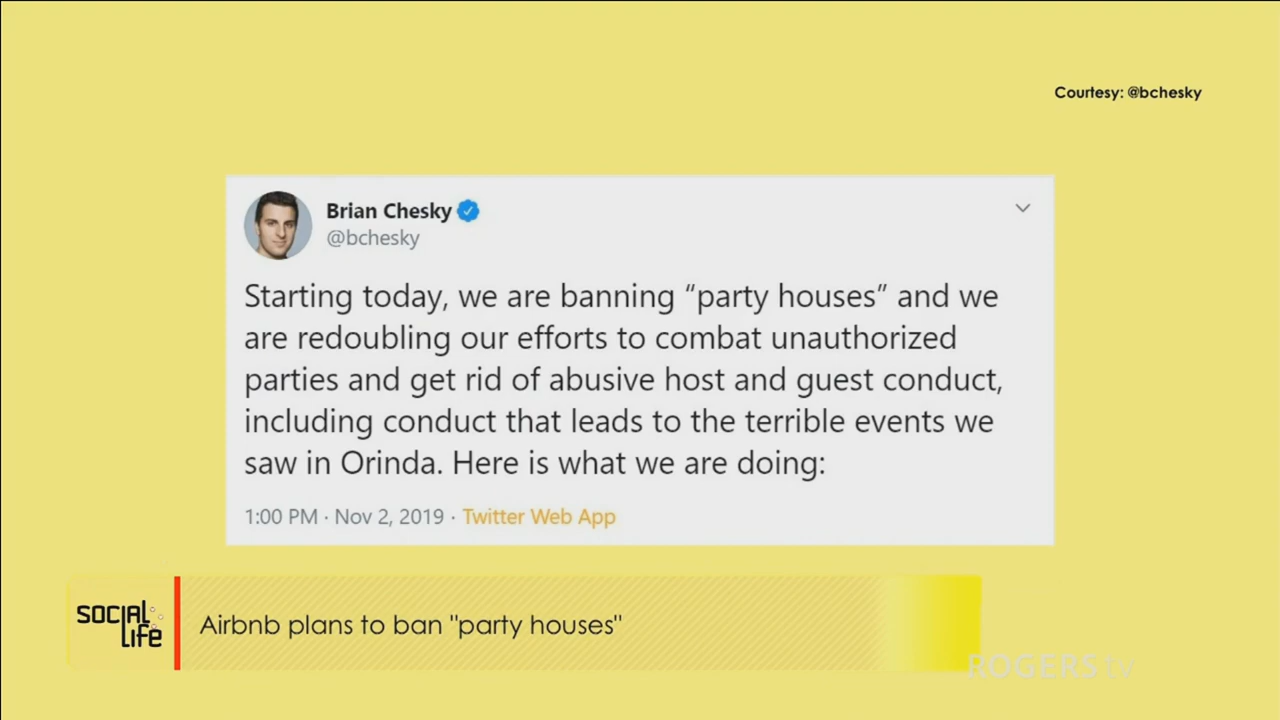 Courtesy: @bchesky
Brian Chesky
@bchesky
Starting today, we are banning “party houses” and we
are redoubling our efforts to combat unauthorized
parties and get rid of abusive host and guest conduct,
including conduct that leads to the terrible events we
saw in Orinda. Here is what we are doing:
1:00 PM · Nov 2, 2019 · Twitter Web App
SOCIAL
LIFE
Airbnb plans to ban "party houses"
ROGERS tv